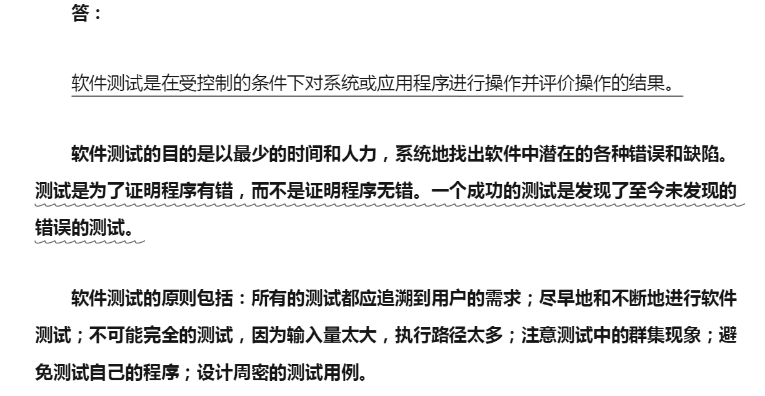 答：
软件测试是在受控制的条件下对系统或应用程序进行操作并评价操作的结果。
软件测试的目的是以最少的时间和人力，系统地找出软件中潜在的各种错误和缺陷。
测试是为了证明程序有错，而不是证明程序无错。一个成功的测试是发现了至今未发现的
错误的测试。
软件测试的原则包括：所有的测试都应追溯到用户的需求；尽早地和不断地进行软件
测试；不可能完全的测试，因为输入量太大，执行路径太多；注意测试中的群集现象；避
免测试自己的程序；设计周密的测试用例。